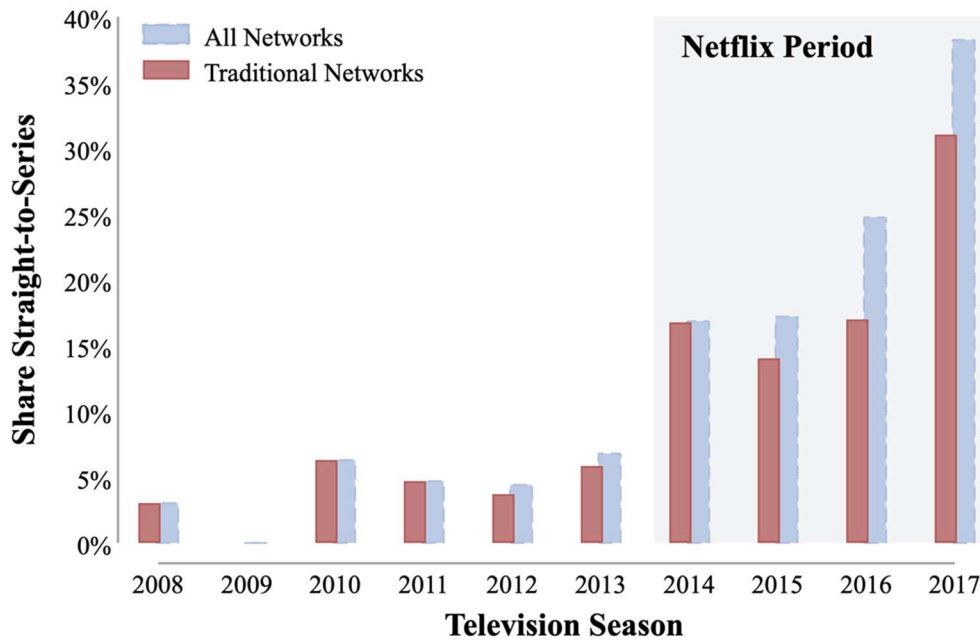 40%
All Networks
Netflix Period
Traditional Networks
35%
30%
25%
20%
15%
10%
5%
0%
Share Straight-to-Series
2008 2009 2010 2011 2012 2013 2014 2015 2016 2017
Television Season